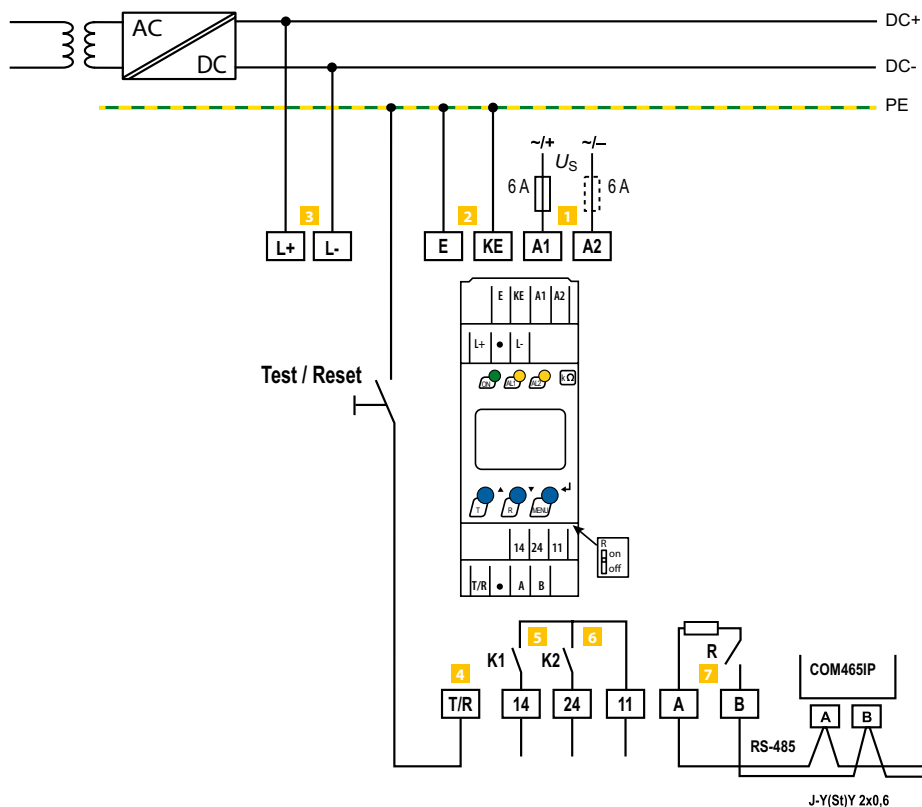 AC
DC
DC+
DC-
PE
~/+
~/–
US
6 A
6 A
3
2
1
L+
L-
E
KE
A1
A2
E KE A1 A2
L+ • L-
Test / Reset
ON
AL1
AL2
kΩ
T
R
MENU
14 24 11
R
on
off
T/R • A B
5
6
K1
K2
R
4
7
COM465IP
T/R
14
24
11
A
B
A
B
RS-485
J-Y(St)Y 2x0,6